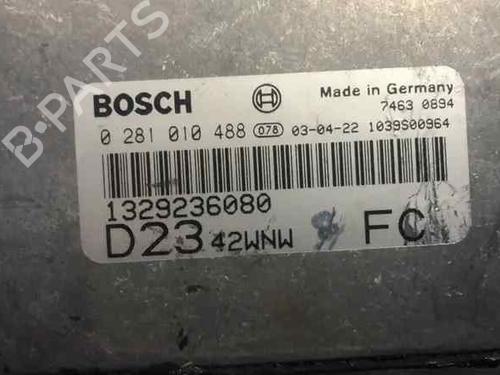 B-PARTS
BOSCH
Made in Germany
7463 0894
0 281 010 488 078 03-04-22 1039S00964
1329236080
D23 42WNW FC